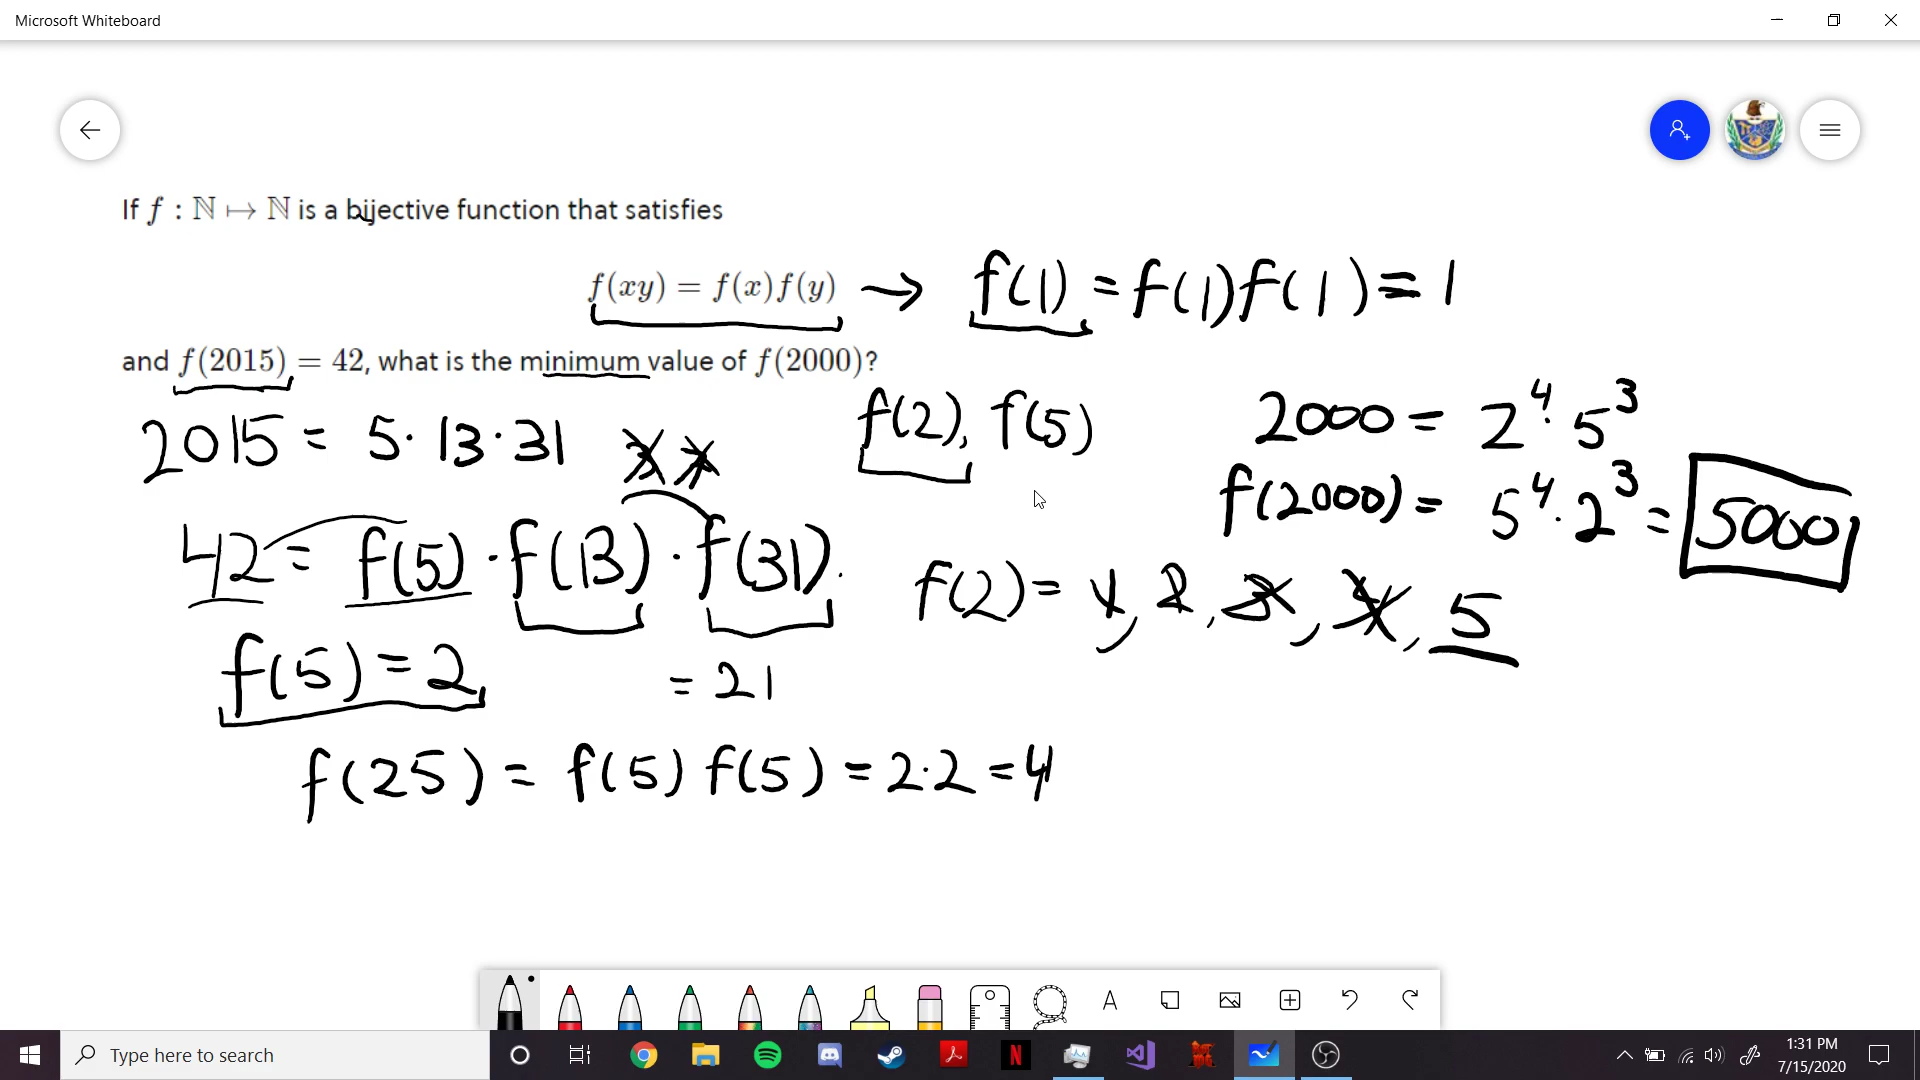 Microsoft Whiteboard
If f : ℕ ↦ ℕ is a bijective function that satisfies
f(xy) = f(x)f(y) → f(1) = f(1)f(1) = 1
and f(2015) = 42, what is the minimum value of f(2000)?
2015 = 5·13·31
f(2), f(5)
2000 = 2⁴·5³
f(2000) = 5⁴·2³ = 5000
42 = f(5)·f(13)·f(31).
f(2) = 1, 2, 3, 4, 5
f(5) = 2
= 21
f(25) = f(5) f(5) = 2·2 = 4
Type here to search
1:31 PM
7/15/2020